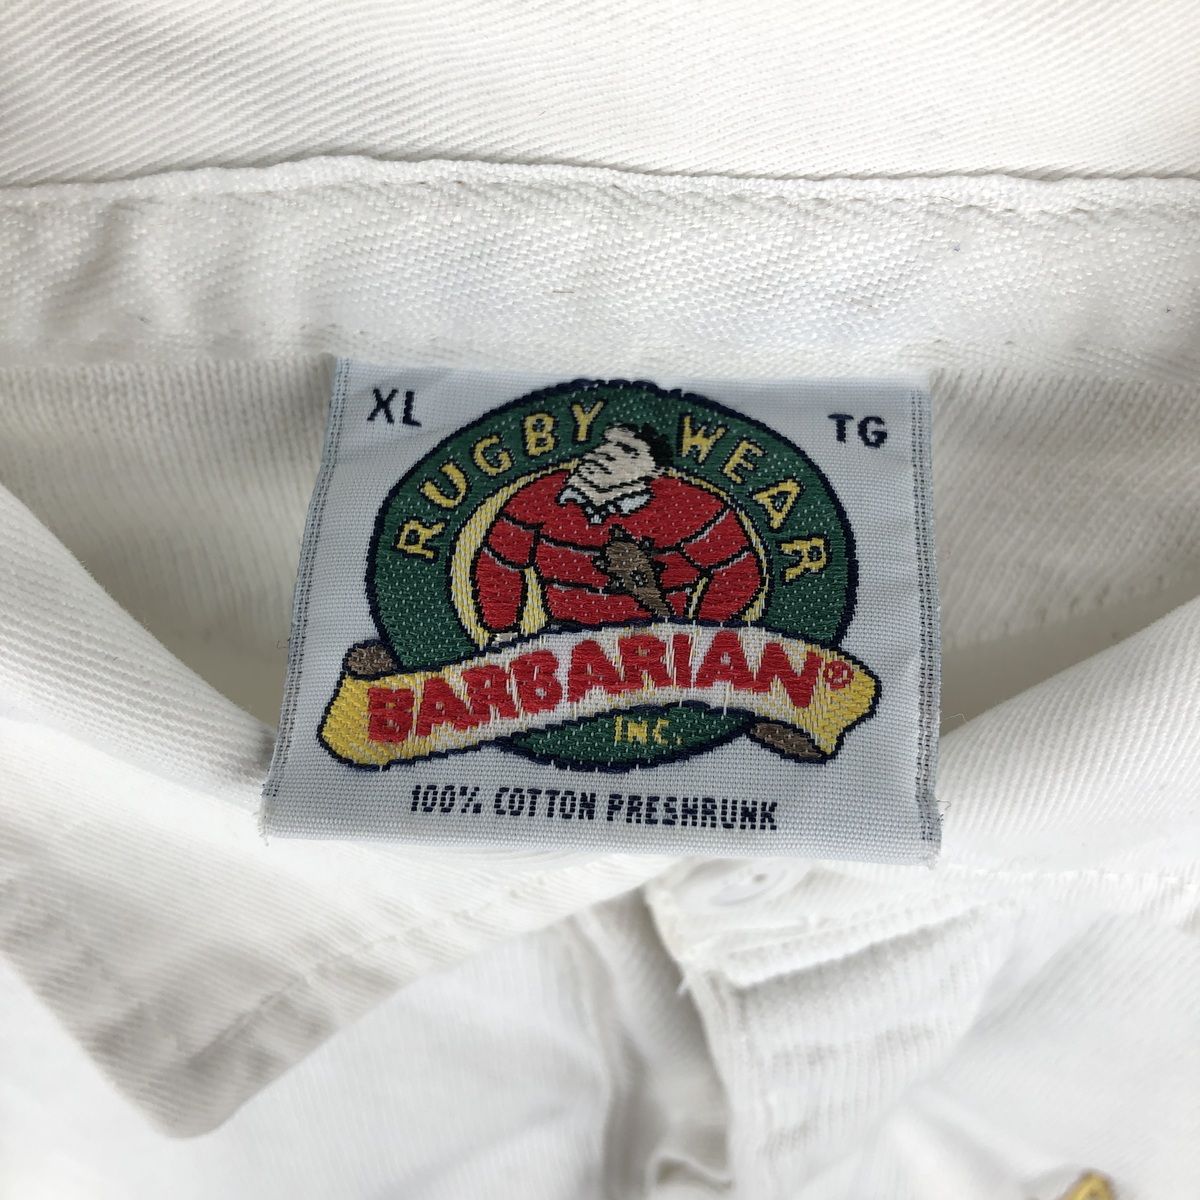 XL
TG
RUGBY WEAR
BARBARIAN®
INC.
100% COTTON PRESHRUNK